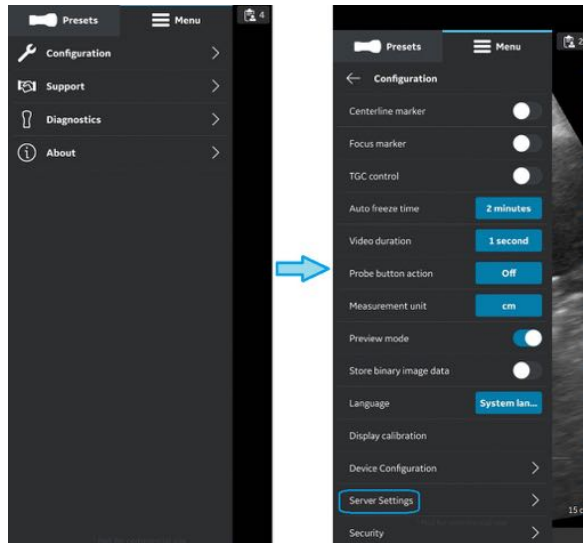 Presets
Menu
4
Configuration
Support
Diagnostics
About
Presets
Menu
2
Configuration
Centerline marker
Focus marker
TGC control
Auto freeze time
2 minutes
Video duration
1 second
Probe button action
Off
Measurement unit
cm
Preview mode
Store binary image data
Language
System lan...
Display calibration
Device Configuration
Server Settings
15 c
Security